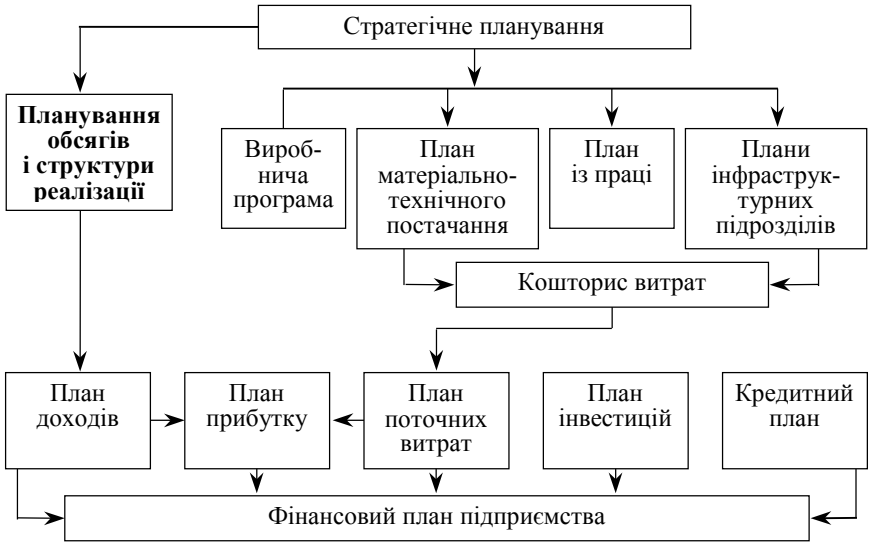 Стратегічне планування
Планування
обсягів
і структури
реалізації
Вироб-
нича
програма
План
матеріально-
технічного
постачання
План
із праці
Плани
інфраструк-
турних
підрозділів
Кошторис витрат
План
доходів
План
прибутку
План
поточних
витрат
План
інвестицій
Кредитний
план
Фінансовий план підприємства